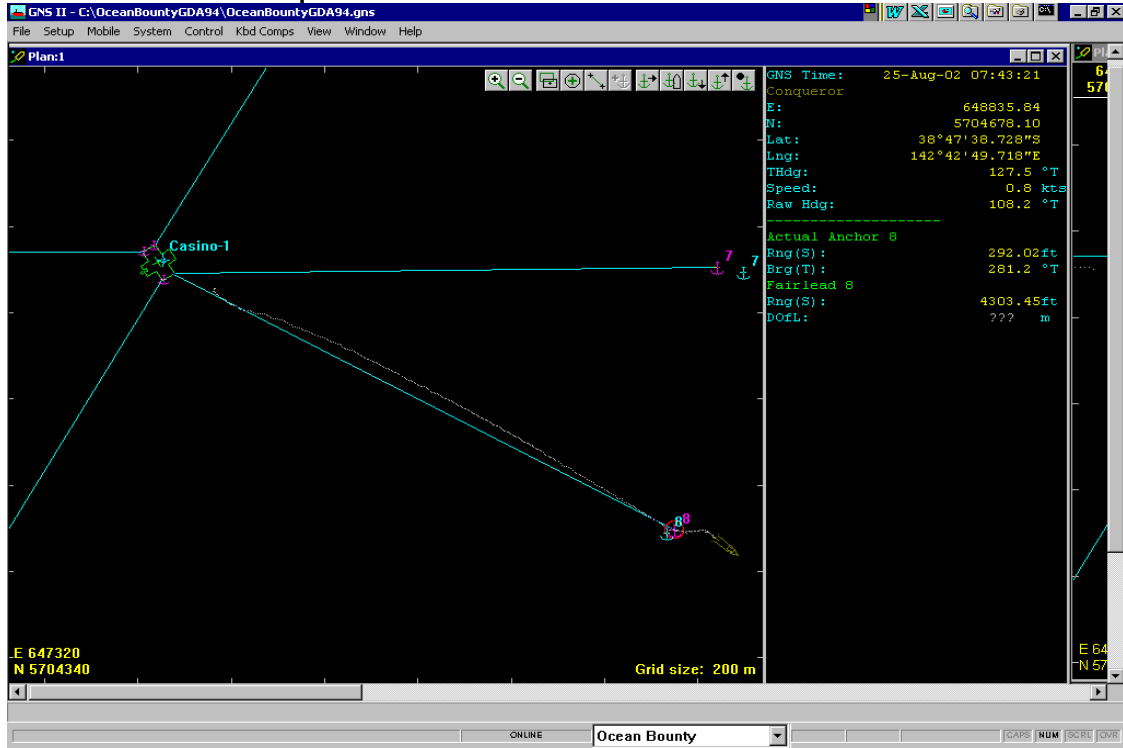 GNS II - C:\OceanBountyGDA94\OceanBountyGDA94.gns
File Setup Mobile System Control Kbd Comps View Window Help
Plan:1
GNS Time: 25-Aug-02 07:43:21
Conqueror
E: 648835.84
N: 5704678.10
Lat: 38°47'38.728"S
Lng: 142°42'49.718"E
THdg: 127.5 °T
Speed: 0.8 kts
Raw Hdg: 108.2 °T
--------------------
Actual Anchor 8
Rng(S): 292.02ft
Brg(T): 281.2 °T
Fairlead 8
Rng(S): 4303.45ft
DOfL: ??? m
Casino-1
7 7
8 8
E 647320
N 5704340
Grid size: 200 m
E 64
N 57
ONLINE Ocean Bounty CAPS NUM SCRL OVR